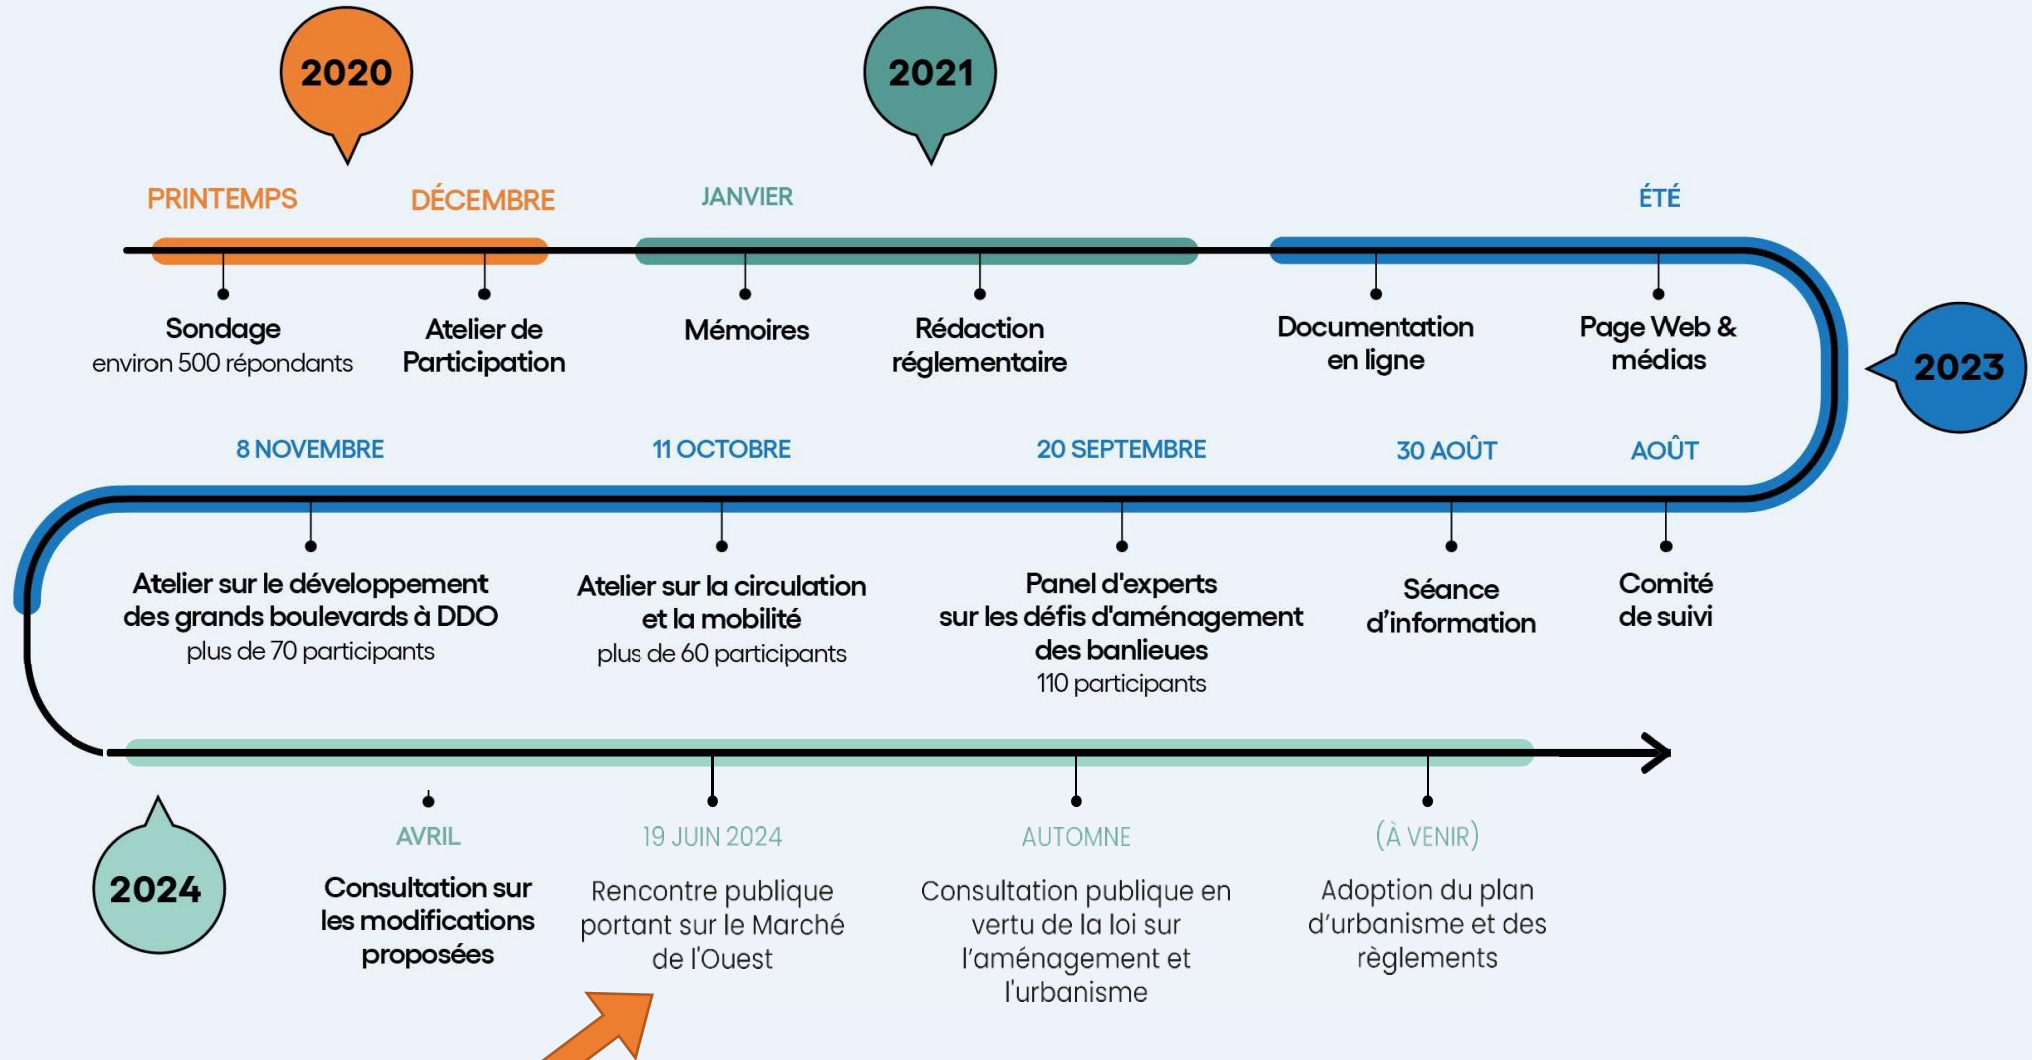 2020
2021
PRINTEMPS
DÉCEMBRE
JANVIER
ÉTÉ
Sondage
environ 500 répondants
Atelier de
Participation
Mémoires
Rédaction
réglementaire
Documentation
en ligne
Page Web &
médias
2023
8 NOVEMBRE
11 OCTOBRE
20 SEPTEMBRE
30 AOÛT
AOÛT
Atelier sur le développement
des grands boulevards à DDO
plus de 70 participants
Atelier sur la circulation
et la mobilité
plus de 60 participants
Panel d'experts
sur les défis d'aménagement
des banlieues
110 participants
Séance
d'information
Comité
de suivi
2024
AVRIL
Consultation sur
les modifications
proposées
19 JUIN 2024
Rencontre publique
portant sur le Marché
de l'Ouest
AUTOMNE
Consultation publique en
vertu de la loi sur
l'aménagement et
l'urbanisme
(À VENIR)
Adoption du plan
d'urbanisme et des
règlements